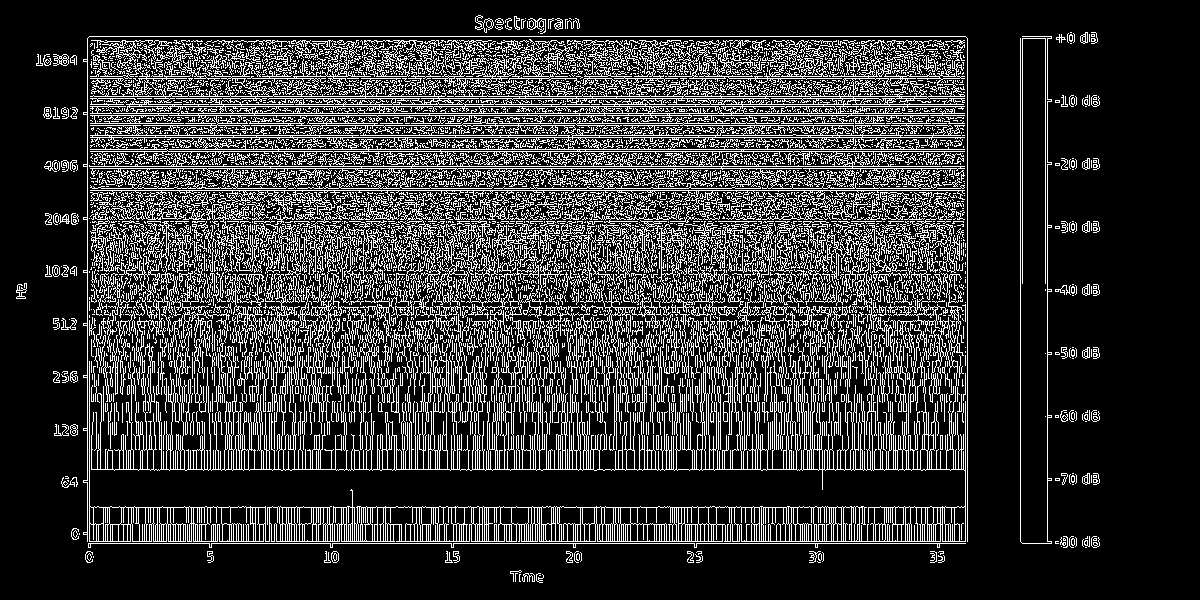 Spectrogram
+0 dB
16384
-10 dB
8192
-20 dB
4096
2048
-30 dB
1024
Hz
-40 dB
512
-50 dB
256
-60 dB
128
64
-70 dB
0
-80 dB
0 5 10 15 20 25 30 35
Time